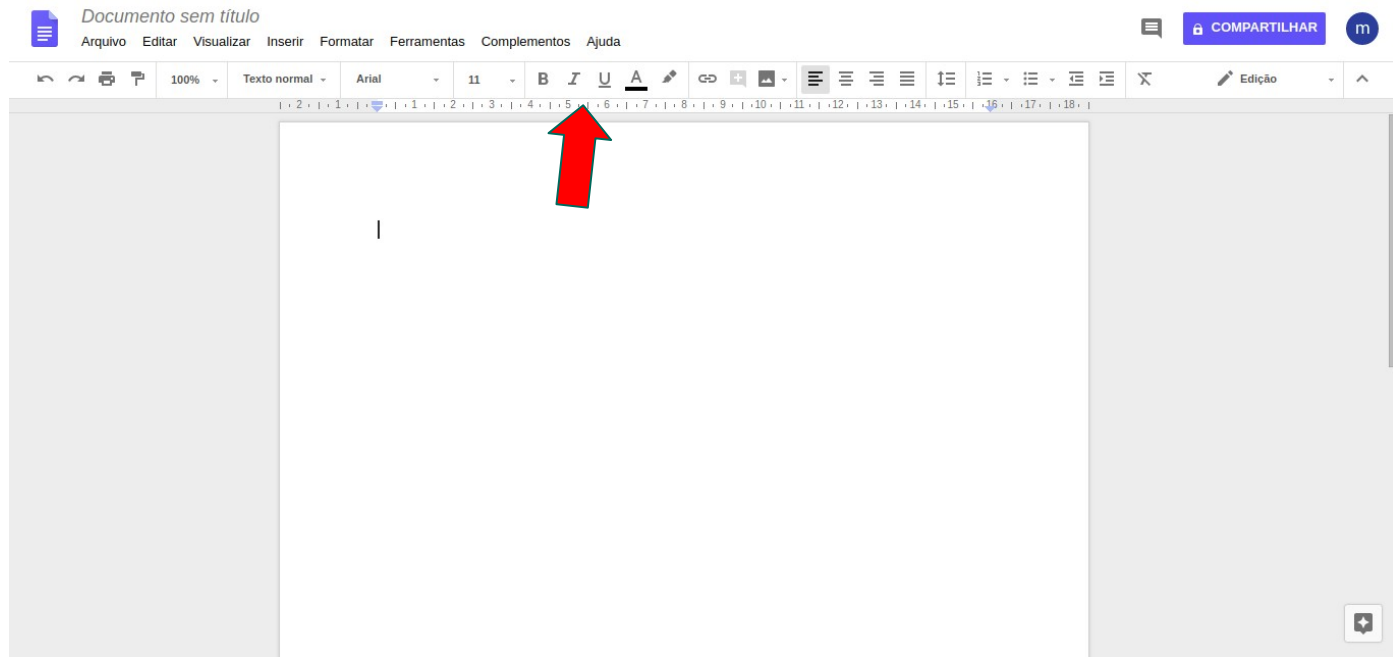 Documento sem título
Arquivo Editar Visualizar Inserir Formatar Ferramentas Complementos Ajuda
COMPARTILHAR
m
100% Texto normal Arial 11 B I U A Edição
2 1 1 2 3 4 5 6 7 8 9 10 11 12 13 14 15 16 17 18